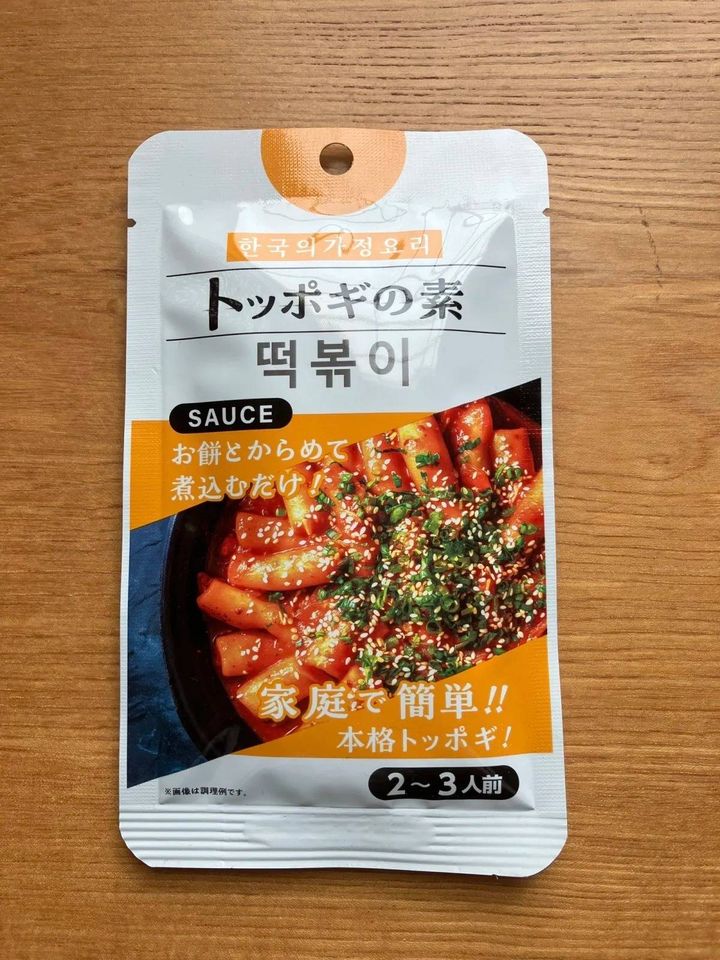 한국의가정요리
トッポギの素
떡볶이
SAUCE
お餅とからめて
煮込むだけ!
家庭で簡単!!
本格トッポギ!
※画像は調理例です。
2～3人前